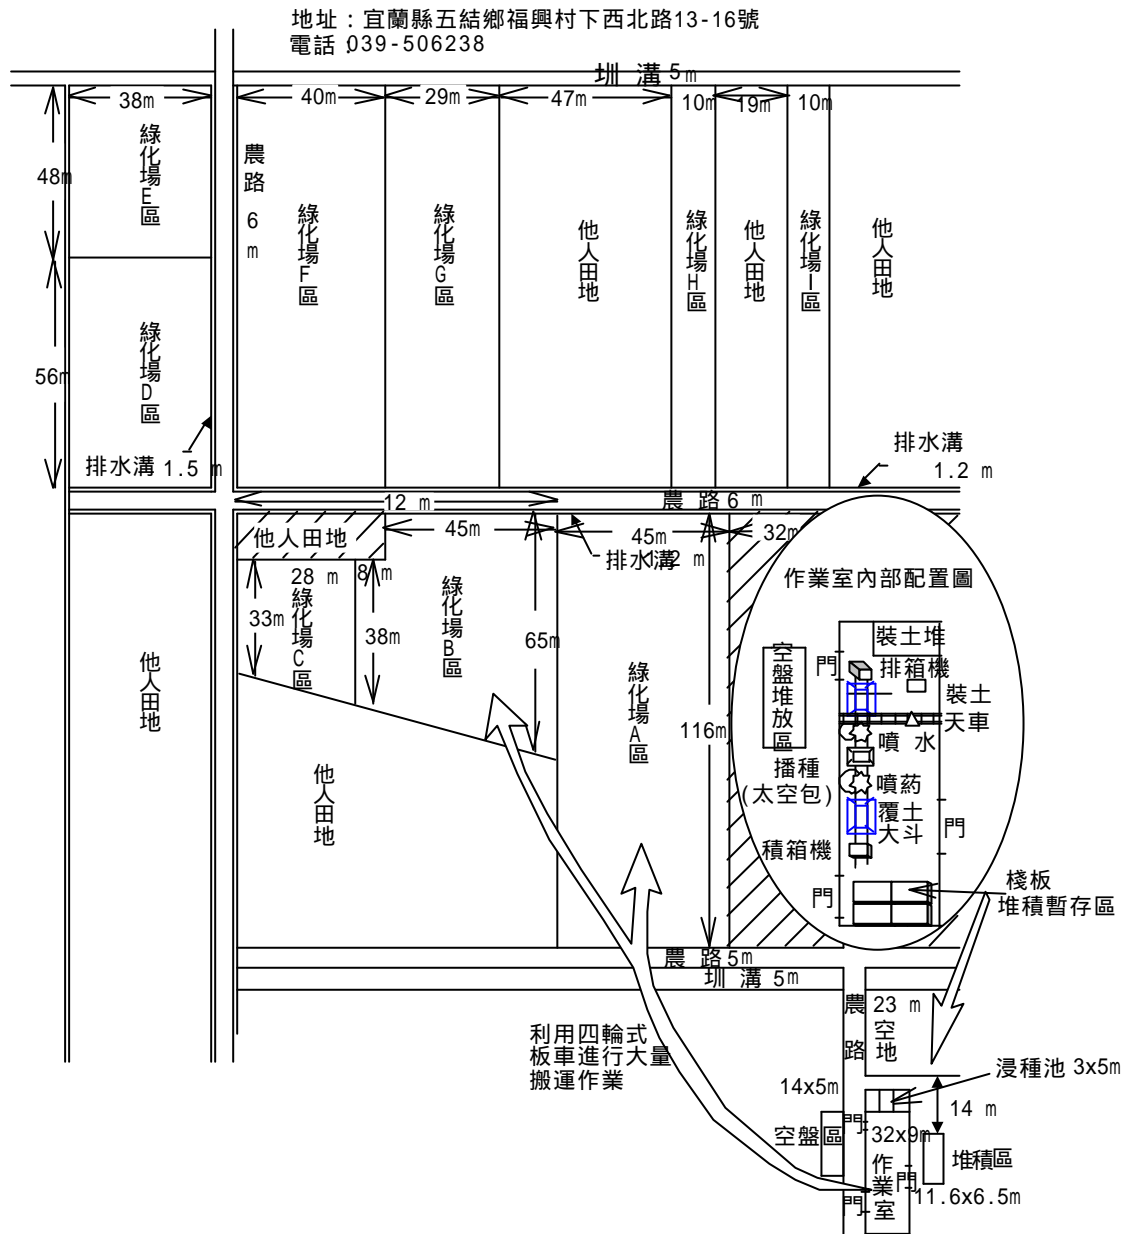 地址：宜蘭縣五結鄉福興村下西北路13-16號
電話：039-506238
圳溝 5m
38m
40m
29m
47m
10m
19m
10m
48m
綠化場E區
農路 6m
綠化場F區
綠化場G區
他人田地
綠化場H區
他人田地
綠化場I區
他人田地
56m
綠化場D區
排水溝 1.5 m
排水溝
1.2 m
12 m
農路 6 m
他人田地
45m
45m
32m
排水溝
1.2 m
28 m
8 m
33m
綠化場C區
38m
綠化場B區
65m
綠化場A區
116m
他人田地
他人田地
作業室內部配置圖
裝土堆
門
排箱機
空盤堆放區
裝土
天車
噴水
播種
(太空包)
噴葯
覆土
大斗
門
積箱機
門
棧板
堆積暫存區
農路 5m
圳溝 5m
農路
23 m
空地
利用四輪式
板車進行大量
搬運作業
浸種池 3x5m
14x5m
14 m
空盤區
門
32x9m
堆積區
作業室
門
11.6x6.5m
門